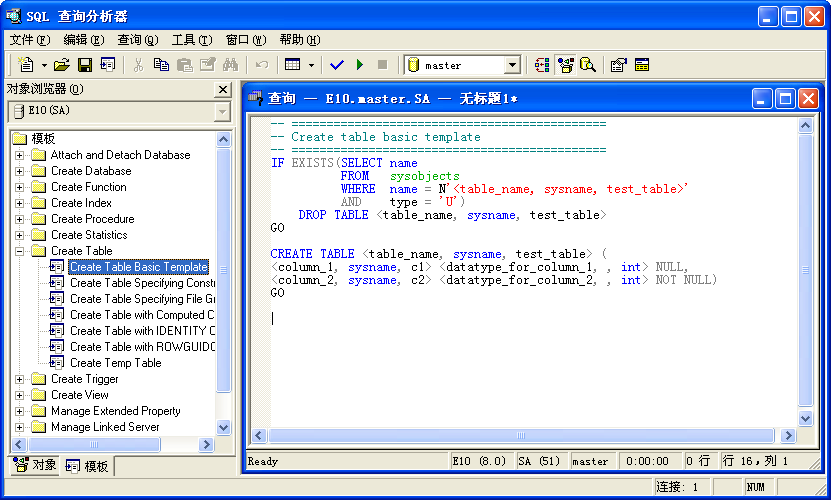 SQL 查询分析器
文件(F) 编辑(E) 查询(Q) 工具(T) 窗口(W) 帮助(H)
master
对象浏览器(O)
E10(SA)
模板
Attach and Detach Database
Create Database
Create Function
Create Index
Create Procedure
Create Statistics
Create Table
Create Table Basic Template
Create Table Specifying Constr
Create Table Specifying File Gr
Create Table with Computed C
Create Table with IDENTITY C
Create Table with ROWGUIDC
Create Temp Table
Create Trigger
Create View
Manage Extended Property
Manage Linked Server
对象 模板
查询 — E10.master.SA — 无标题1*
-- =============================================
-- Create table basic template
-- =============================================
IF EXISTS(SELECT name
FROM sysobjects
WHERE name = N'<table_name, sysname, test_table>'
AND type = 'U')
DROP TABLE <table_name, sysname, test_table>
GO
CREATE TABLE <table_name, sysname, test_table> (
<column_1, sysname, c1> <datatype_for_column_1, , int> NULL,
<column_2, sysname, c2> <datatype_for_column_2, , int> NOT NULL)
GO
Ready E10 (8.0) SA (51) master 0:00:00 0 行 行 16，列 1
连接: 1 NUM